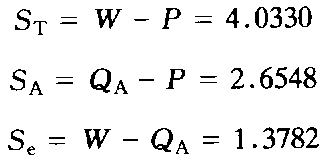 S_T = W − P = 4.0330
S_A = Q_A − P = 2.6548
S_e = W − Q_A = 1.3782